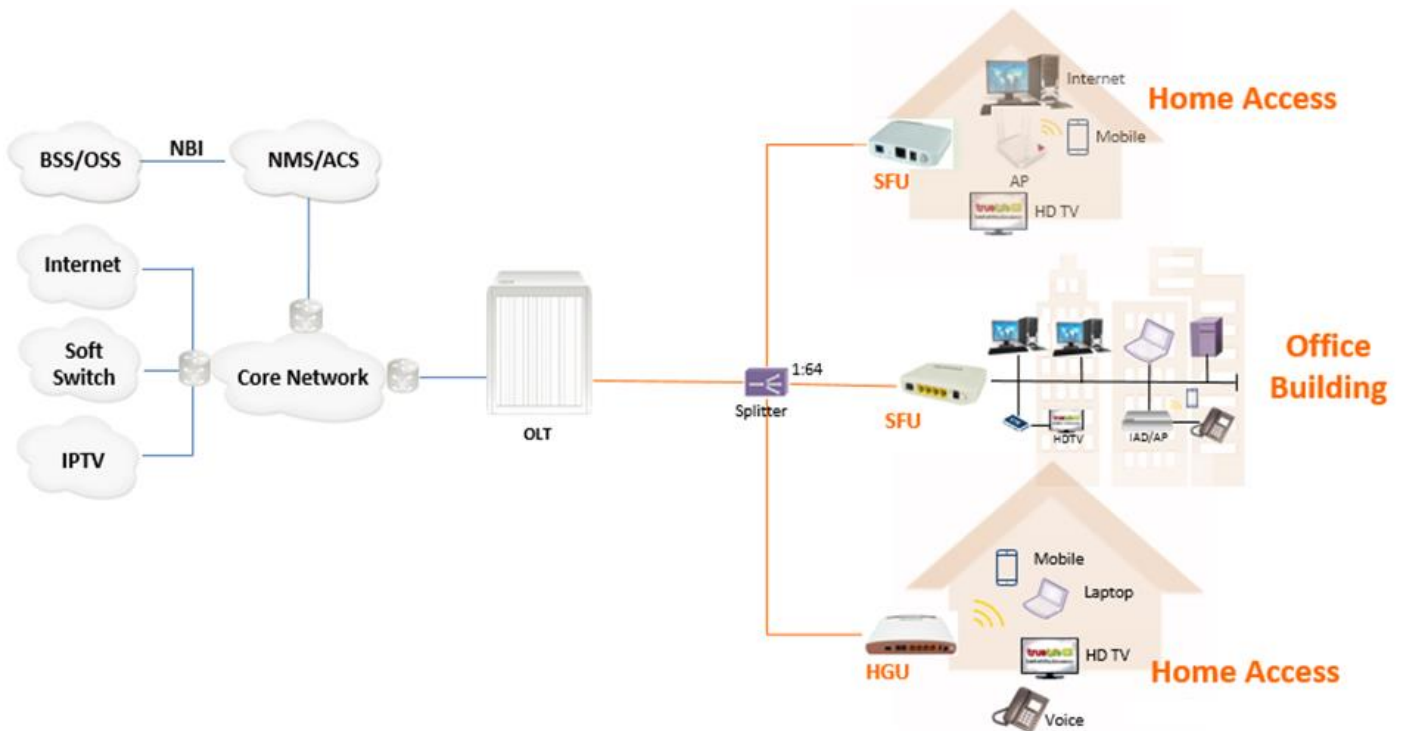 BSS/OSS
NBI
NMS/ACS
Internet
Soft
Switch
IPTV
Core Network
OLT
1:64
Splitter
SFU
Internet
Mobile
AP
HD TV
Home Access
SFU
HDTV
IAD/AP
Office
Building
HGU
Mobile
Laptop
HD TV
Voice
Home Access